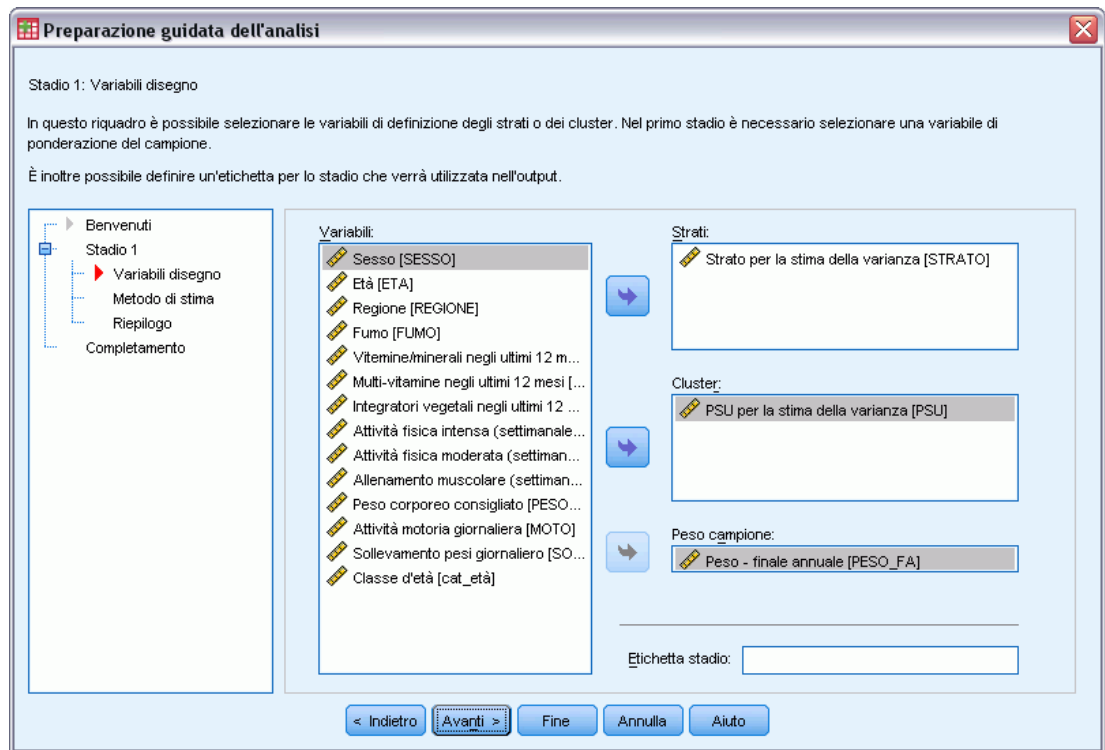 Preparazione guidata dell'analisi
Stadio 1: Variabili disegno
In questo riquadro è possibile selezionare le variabili di definizione degli strati o dei cluster. Nel primo stadio è necessario selezionare una variabile di
ponderazione del campione.
È inoltre possibile definire un'etichetta per lo stadio che verrà utilizzata nell'output.
Benvenuti
Stadio 1
Variabili disegno
Metodo di stima
Riepilogo
Completamento
Variabili:
Sesso [SESSO]
Età [ETA]
Regione [REGIONE]
Fumo [FUMO]
Vitemine/minerali negli ultimi 12 m...
Multi-vitamine negli ultimi 12 mesi [...
Integratori vegetali negli ultimi 12 ...
Attività fisica intensa (settimanale...
Attività fisica moderata (settiman...
Allenamento muscolare (settiman...
Peso corporeo consigliato [PESO...
Attività motoria giornaliera [MOTO]
Sollevamento pesi giornaliero [SO...
Classe d'età [cat_età]
Strati:
Strato per la stima della varianza [STRATO]
Cluster:
PSU per la stima della varianza [PSU]
Peso campione:
Peso - finale annuale [PESO_FA]
Etichetta stadio:
< Indietro
Avanti >
Fine
Annulla
Aiuto